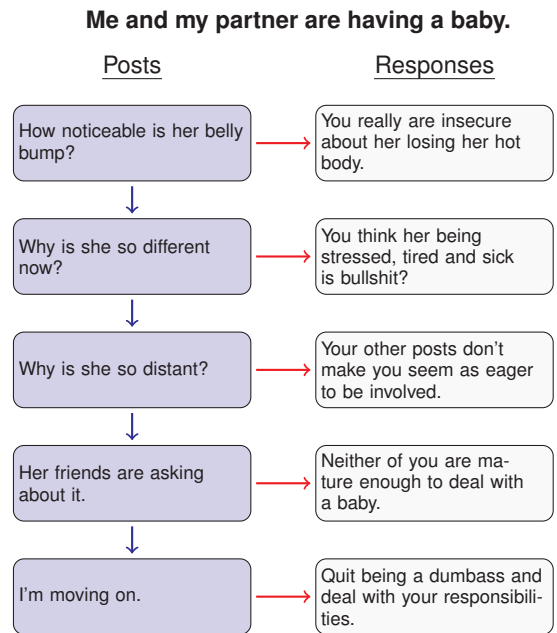 Me and my partner are having a baby.
Posts
Responses
How noticeable is her belly
bump?
You really are insecure
about her losing her hot
body.
Why is she so different
now?
You think her being
stressed, tired and sick
is bullshit?
Why is she so distant?
Your other posts don't
make you seem as eager
to be involved.
Her friends are asking
about it.
Neither of you are ma-
ture enough to deal with
a baby.
I'm moving on.
Quit being a dumbass and
deal with your responsibili-
ties.